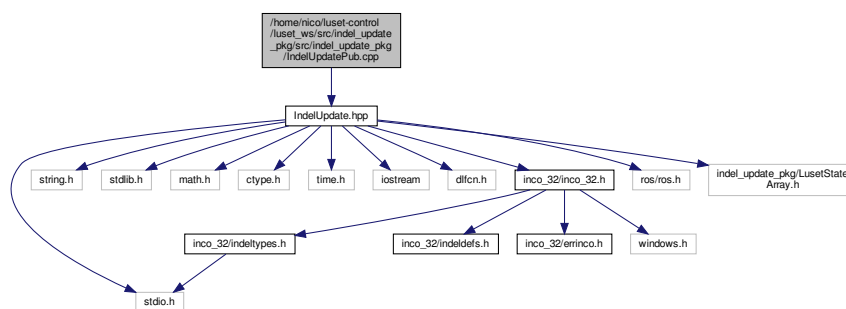 /home/nico/luset-control
/luset_ws/src/indel_update
_pkg/src/indel_update_pkg
/IndelUpdatePub.cpp
IndelUpdate.hpp
string.h
stdlib.h
math.h
ctype.h
time.h
iostream
dlfcn.h
inco_32/inco_32.h
ros/ros.h
indel_update_pkg/LusetState
Array.h
inco_32/indeltypes.h
inco_32/indeldefs.h
inco_32/errinco.h
windows.h
stdio.h